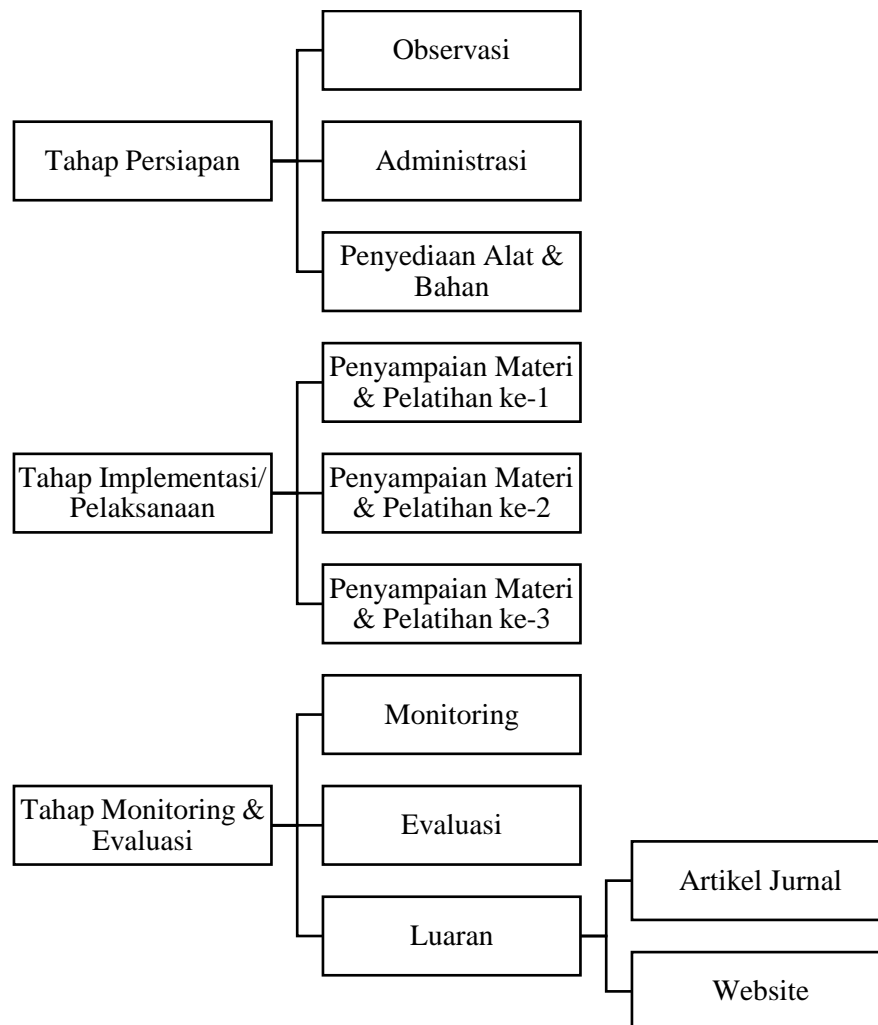 Tahap Persiapan
Observasi
Administrasi
Penyediaan Alat &
Bahan
Tahap Implementasi/
Pelaksanaan
Penyampaian Materi
& Pelatihan ke-1
Penyampaian Materi
& Pelatihan ke-2
Penyampaian Materi
& Pelatihan ke-3
Tahap Monitoring &
Evaluasi
Monitoring
Evaluasi
Luaran
Artikel Jurnal
Website